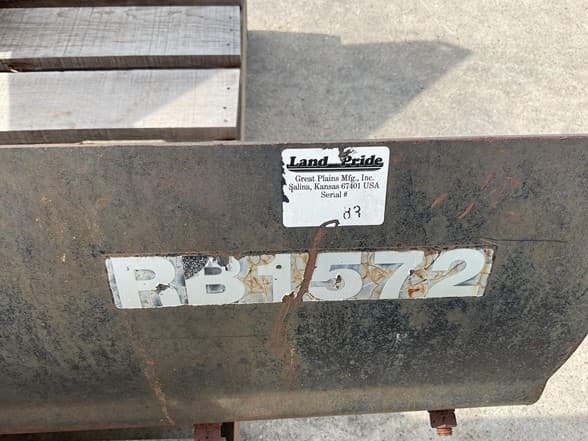 Land Pride
Great Plains Mfg., Inc.
Salina, Kansas 67401 USA
Serial #
RB1572